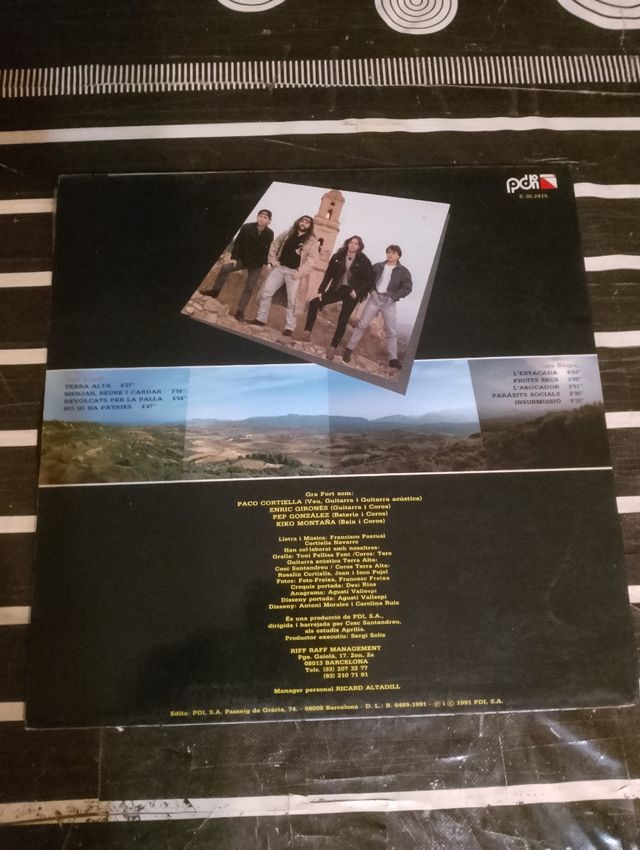 pdi
E-30.2415
TERRA ALTA 4'27"
MENJAR, BEURE I CARDAR 3'50"
REVOLCATS PER LA PALLA 4'04"
NO HI HA PÀTRIES 4'47"
L'ESTACADA
FRUITS SECS
L'ABOCADOR
PARÀSITS SOCIALS
INSUBMISSIÓ
Gra Fort som:
PACO CORTIELLA (Veu, Guitarra i Guitarra acústica)
ENRIC GIRONÈS (Guitarra i Coros)
PEP GONZÁLEZ (Bateria i Coros)
KIKO MONTAÑA (Baix i Coros)
Lletra i Música: Francisco Pascual
Cortiella Navarro
Han col·laborat amb nosaltres:
Gralla: Toni Pellisa Font /Coros: Tero
Guitarra acústica Terra Alta:
Cesc Santandreu / Coros Terra Alta:
Rosalin Cortiella, Joan i Inco Pujol
Fotos: Foto-Freixa, Francesc Freixa
Croquis portada: Desi Rins
Anagrama: Agustí Vallespí
Disseny portada: Agustí Vallespí
Disseny: Antoni Morales i Carolina Ruiz
És una producció de PDI, S.A.,
dirigida i barrejada per Cesc Santandreu,
als estudis Aprilis.
Productor executiu: Sergi Solís
RIFF RAFF MANAGEMENT
Pge. Gaiolà, 17. 2on, 2a
08013 BARCELONA
Tels. (93) 207 32 77
(93) 210 71 91
Manager personal RICARD ALTADILL
Edita: PDI, S.A. Passeig de Gràcia, 74. - 08008 Barcelona - D. L.: B. 6489-1991 - ℗ i © 1991 PDI, S.A.